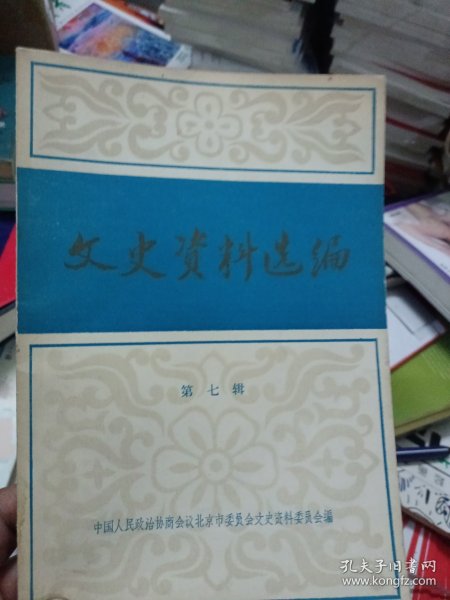 文史資料选编
第七辑
中国人民政治协商会议北京市委员会文史资料委员会编
孔夫子旧书网
www.kongfz.com